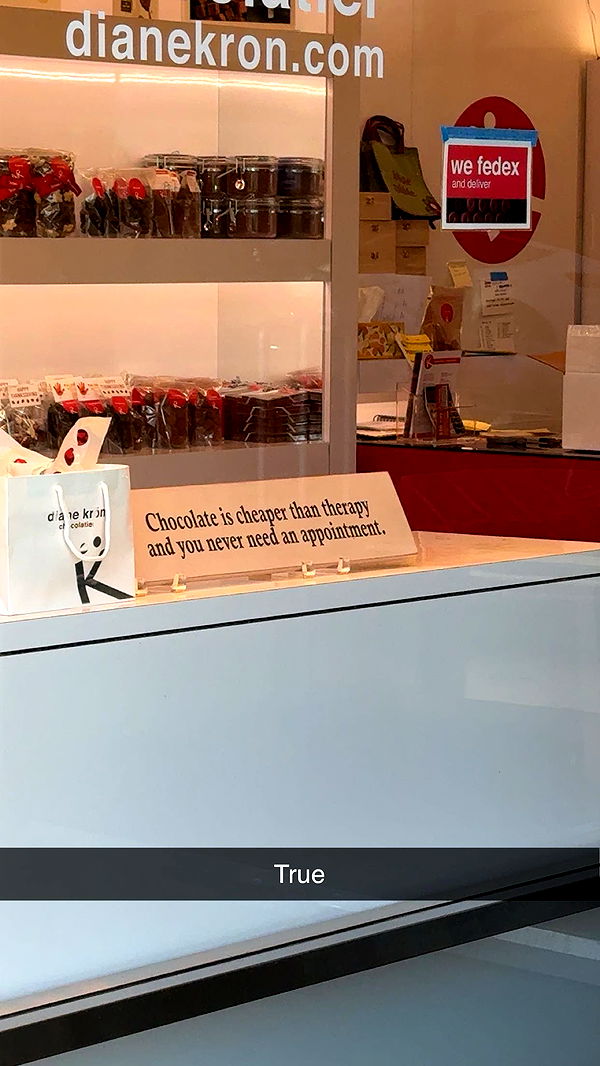 dianekron.com
we fedex
and deliver
diane kron
chocolatier
K
Chocolate is cheaper than therapy
and you never need an appointment.
True